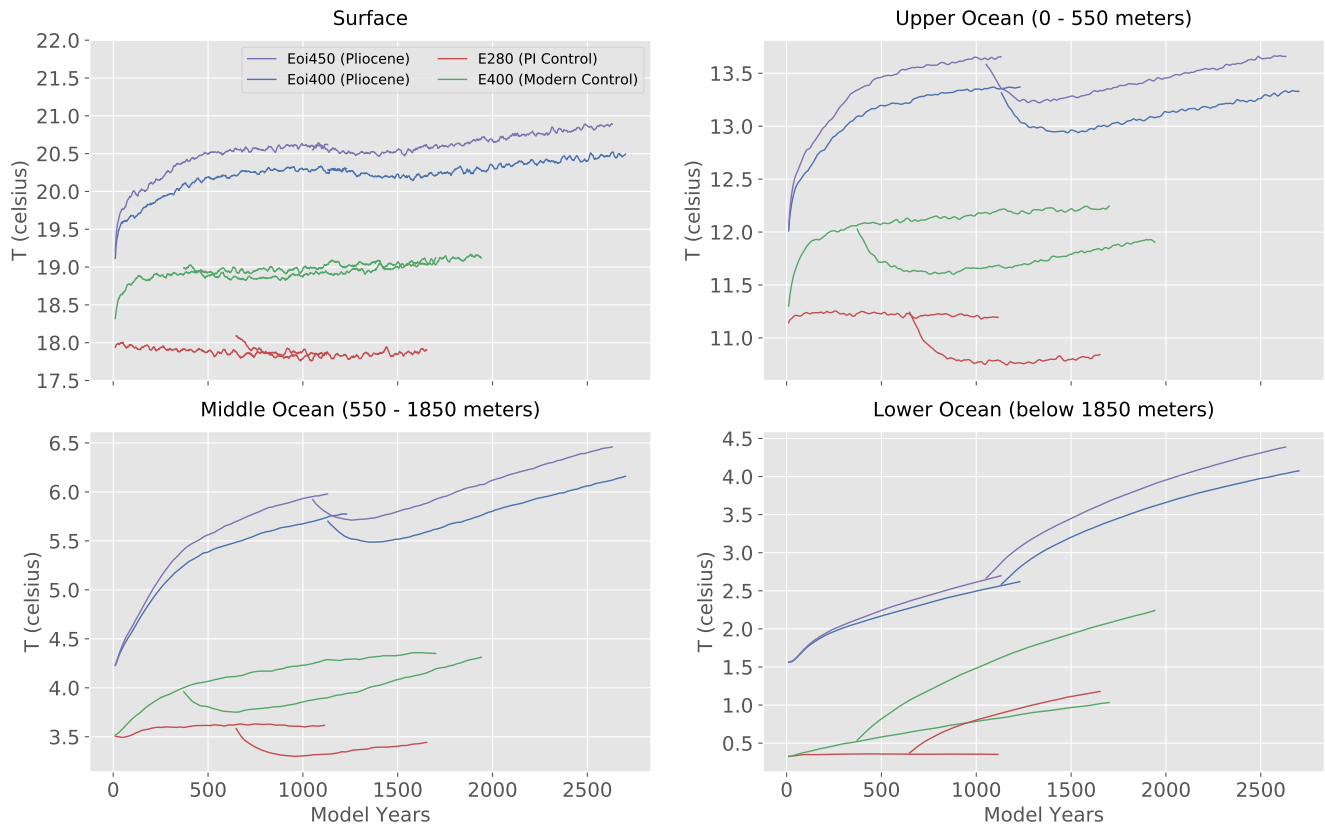 Surface
Upper Ocean (0 - 550 meters)
22.0
21.5
21.0
20.5
20.0
19.5
19.0
18.5
18.0
17.5
T (celsius)
Eoi450 (Pliocene)
Eoi400 (Pliocene)
E280 (PI Control)
E400 (Modern Control)
13.5
13.0
12.5
12.0
11.5
11.0
T (celsius)
Middle Ocean (550 - 1850 meters)
Lower Ocean (below 1850 meters)
6.5
6.0
5.5
5.0
4.5
4.0
3.5
T (celsius)
0 500 1000 1500 2000 2500
Model Years
4.5
4.0
3.5
3.0
2.5
2.0
1.5
1.0
0.5
T (celsius)
0 500 1000 1500 2000 2500
Model Years